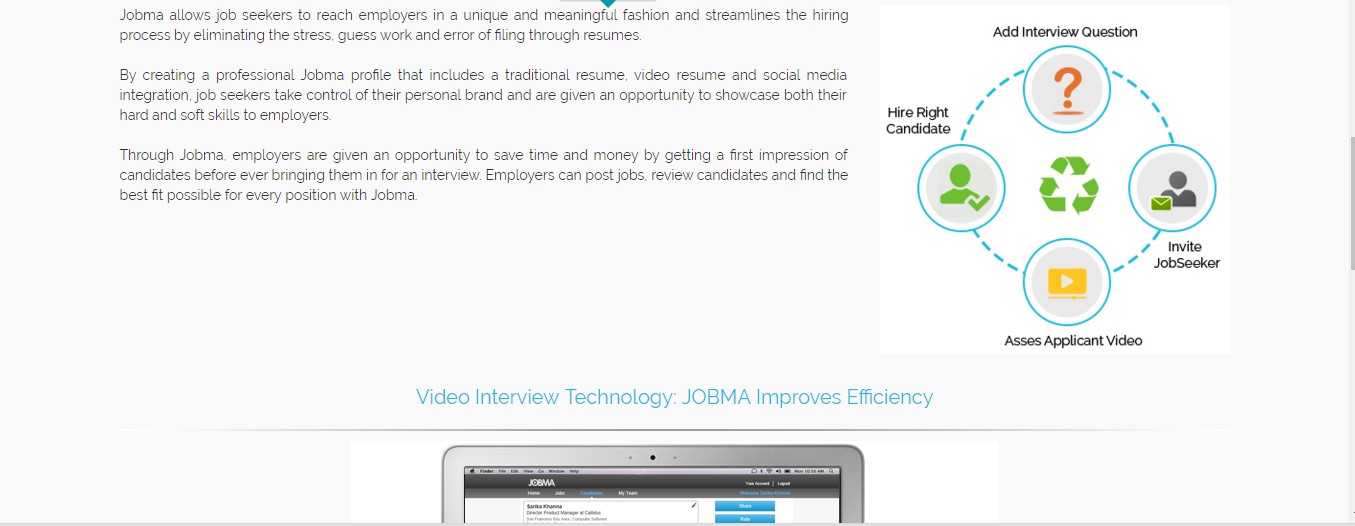 Jobma allows job seekers to reach employers in a unique and meaningful fashion and streamlines the hiring
process by eliminating the stress, guess work and error of filing through resumes.
By creating a professional Jobma profile that includes a traditional resume, video resume and social media
integration, job seekers take control of their personal brand and are given an opportunity to showcase both their
hard and soft skills to employers.
Through Jobma, employers are given an opportunity to save time and money by getting a first impression of
candidates before ever bringing them in for an interview. Employers can post jobs, review candidates and find the
best fit possible for every position with Jobma.
Add Interview Question
Hire Right
Candidate
Invite
JobSeeker
Asses Applicant Video
Video Interview Technology: JOBMA Improves Efficiency
Finder File Edit View Go Window Help
Mon 10:50 AM
JOBMA
Your Account | Logout
Home Jobs Candidates My Team
Welcome Sarika Khanna
Sarika Khanna
Director Product Manager at Callidus
San Francisco Bay Area | Computer Software
Share
Rate